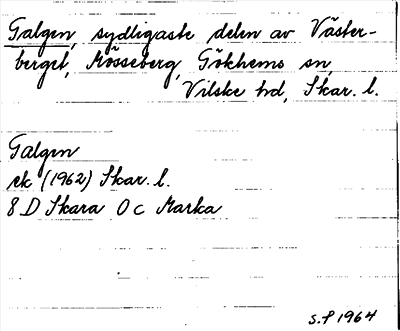 Galgen, sydligaste delen av Väster-
berget, Mösseberg, Gökhems sn,
Vilske hd, Skar. l.
Galgen
ek (1962) Skar. l.
8 D Skara 0 c Marka
S.F 1964